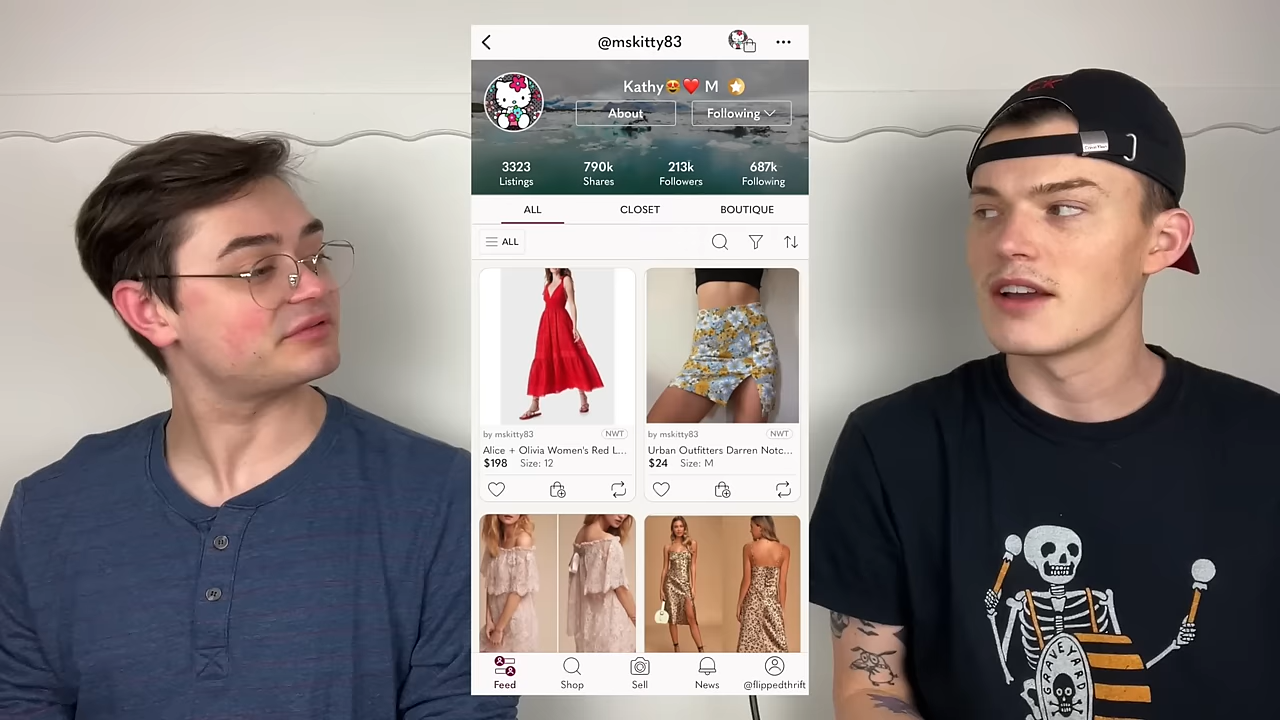 @mskitty83
Kathy😍❤️ M
About
Following
3323
790k
213k
687k
Listings
Shares
Followers
Following
ALL
CLOSET
BOUTIQUE
ALL
by mskitty83
NWT
Alice + Olivia Women's Red L...
$198 Size: 12
by mskitty83
NWT
Urban Outfitters Darren Notc...
$24 Size: M
Feed
Shop
Sell
News
@flippedthrift
CK
GRAVEYARD